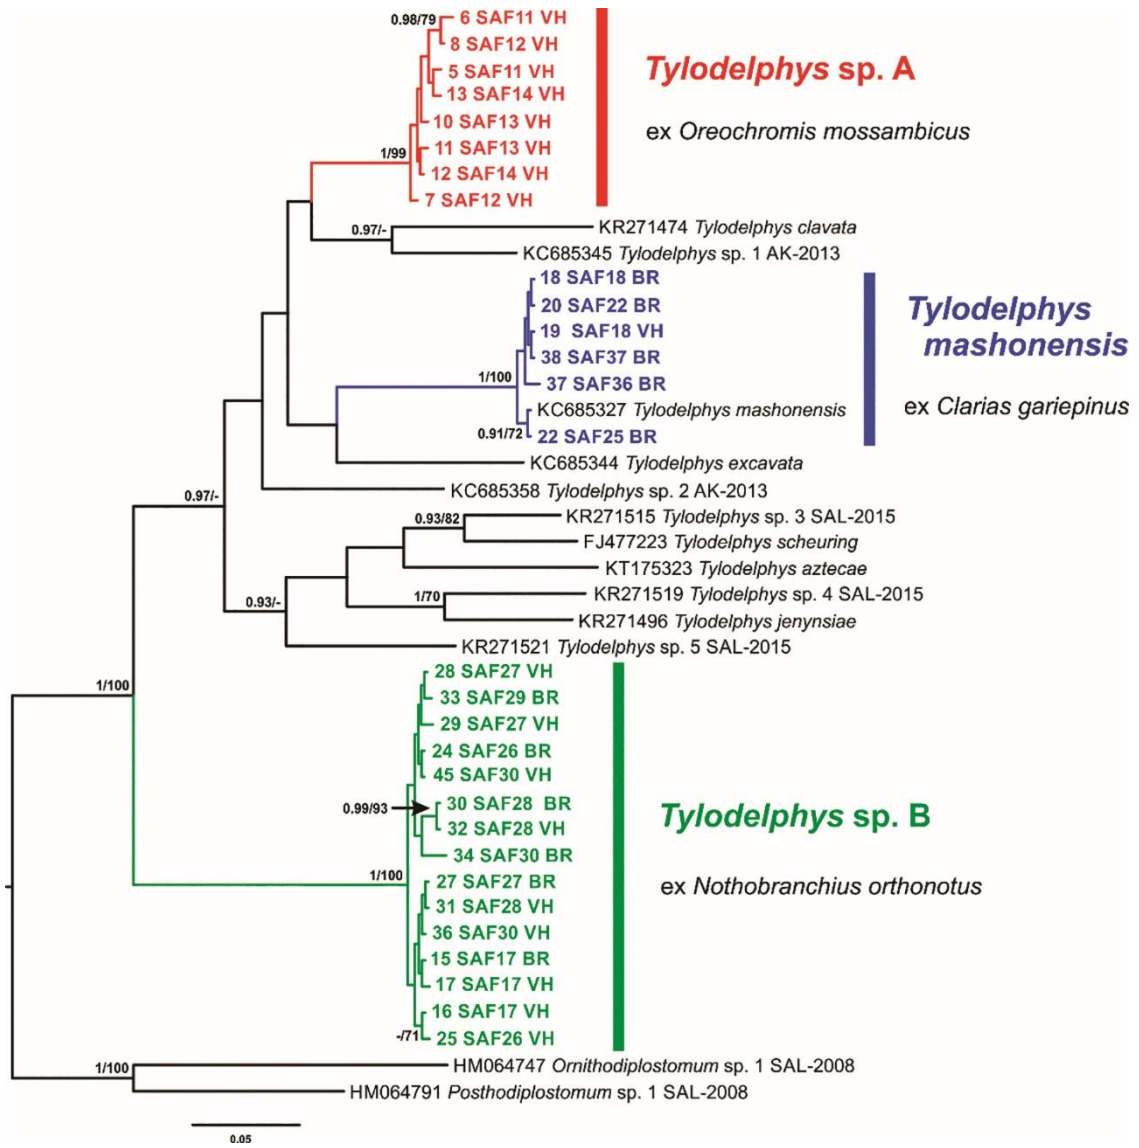 0.98/79
6 SAF11 VH
8 SAF12 VH
5 SAF11 VH
13 SAF14 VH
10 SAF13 VH
11 SAF13 VH
1/99
12 SAF14 VH
7 SAF12 VH
Tylodelphys sp. A
ex Oreochromis mossambicus
KR271474 Tylodelphys clavata
0.97/-
KC685345 Tylodelphys sp. 1 AK-2013
18 SAF18 BR
20 SAF22 BR
19 SAF18 VH
38 SAF37 BR
1/100
37 SAF36 BR
KC685327 Tylodelphys mashonensis
0.91/72
22 SAF25 BR
Tylodelphys
mashonensis
ex Clarias gariepinus
KC685344 Tylodelphys excavata
KC685358 Tylodelphys sp. 2 AK-2013
0.97/-
KR271515 Tylodelphys sp. 3 SAL-2015
0.93/82
FJ477223 Tylodelphys scheuring
KT175323 Tylodelphys aztecae
KR271519 Tylodelphys sp. 4 SAL-2015
1/70
0.93/-
KR271496 Tylodelphys jenynsiae
KR271521 Tylodelphys sp. 5 SAL-2015
1/100
28 SAF27 VH
33 SAF29 BR
29 SAF27 VH
24 SAF26 BR
45 SAF30 VH
0.99/93
30 SAF28 BR
32 SAF28 VH
34 SAF30 BR
1/100
27 SAF27 BR
31 SAF28 VH
36 SAF30 VH
15 SAF17 BR
17 SAF17 VH
16 SAF17 VH
-/71
25 SAF26 VH
Tylodelphys sp. B
ex Nothobranchius orthonotus
1/100
HM064747 Ornithodiplostomum sp. 1 SAL-2008
HM064791 Posthodiplostomum sp. 1 SAL-2008
0.05